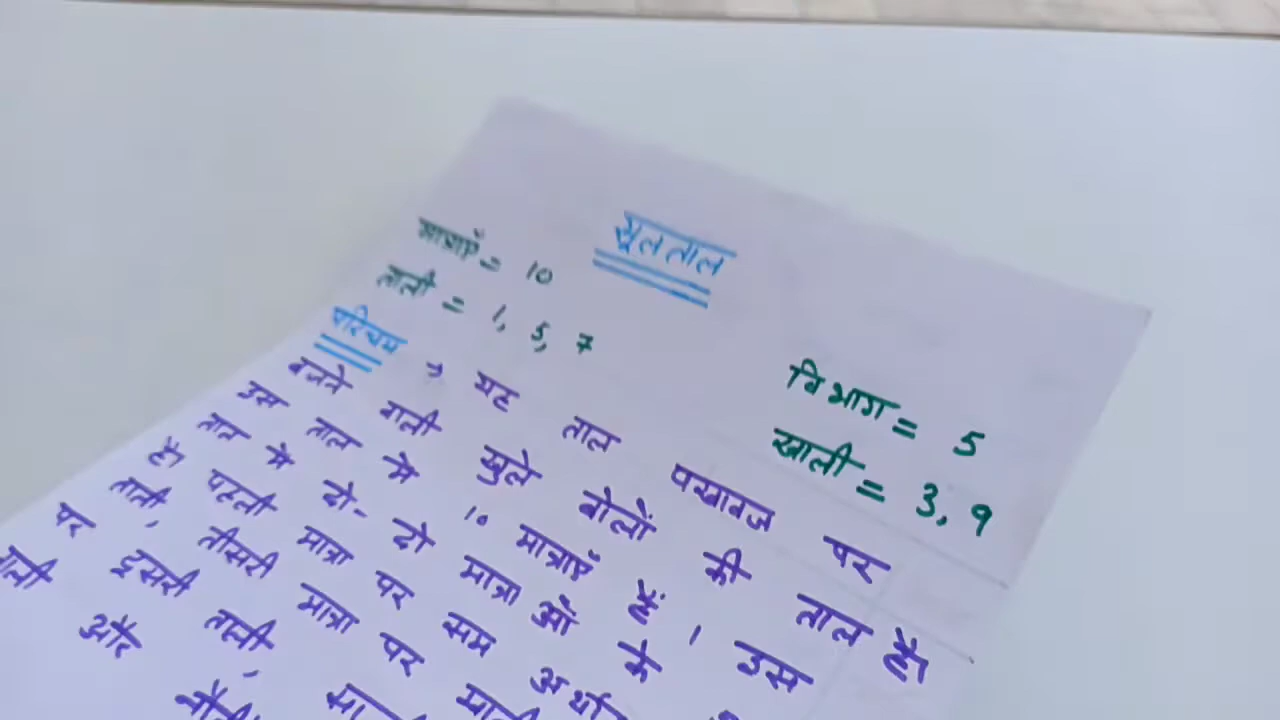 सूलताल
मात्राएँ = 10 विभाग = 5
ताली = 1, 5, 7 खाली = 3, 9
परिचय → यह ताल पखावज पर
बजने वाली खुले बोलों की ताल है।
इस ताल में 10 मात्राएँ हैं। इस
ताल में दो-दो मात्राओं के
हैं। पहली मात्रा पर सम
ताली, तीसरी मात्रा पर
पर दूसरी ताली,
और